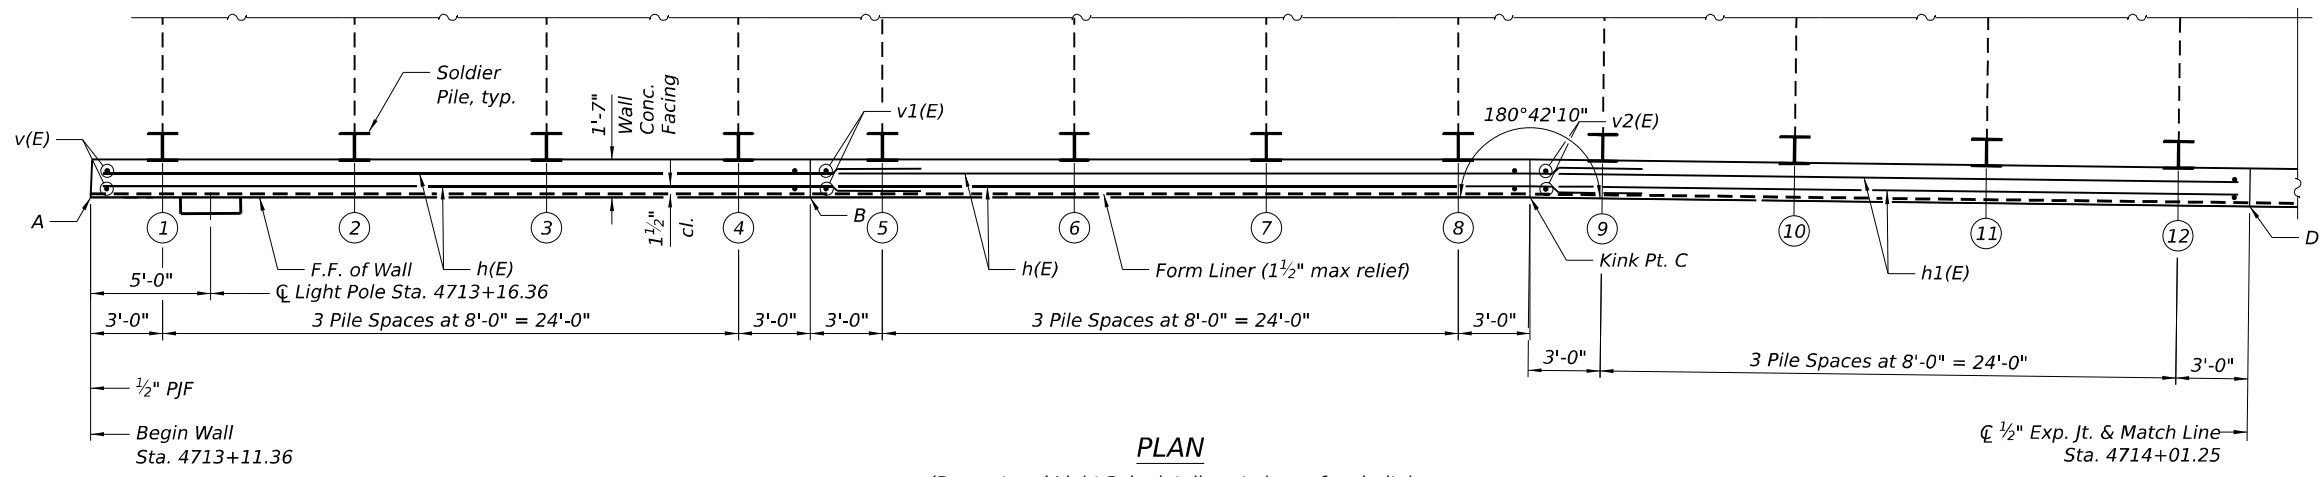 Soldier
Pile, typ.
1'-7"
Wall
Conc.
Facing
v(E)
v1(E)
180°42'10"
v2(E)
A
B
1
2
3
4
5
6
7
8
9
10
11
12
D
1½"
cl.
F.F. of Wall
h(E)
h(E)
Form Liner (1½" max relief)
Kink Pt. C
h1(E)
5'-0"
℄ Light Pole Sta. 4713+16.36
3'-0"
3 Pile Spaces at 8'-0" = 24'-0"
3'-0"
3'-0"
3 Pile Spaces at 8'-0" = 24'-0"
3'-0"
3'-0"
3 Pile Spaces at 8'-0" = 24'-0"
3'-0"
½" PJF
Begin Wall
Sta. 4713+11.36
PLAN
℄ ½" Exp. Jt. & Match Line
Sta. 4714+01.25